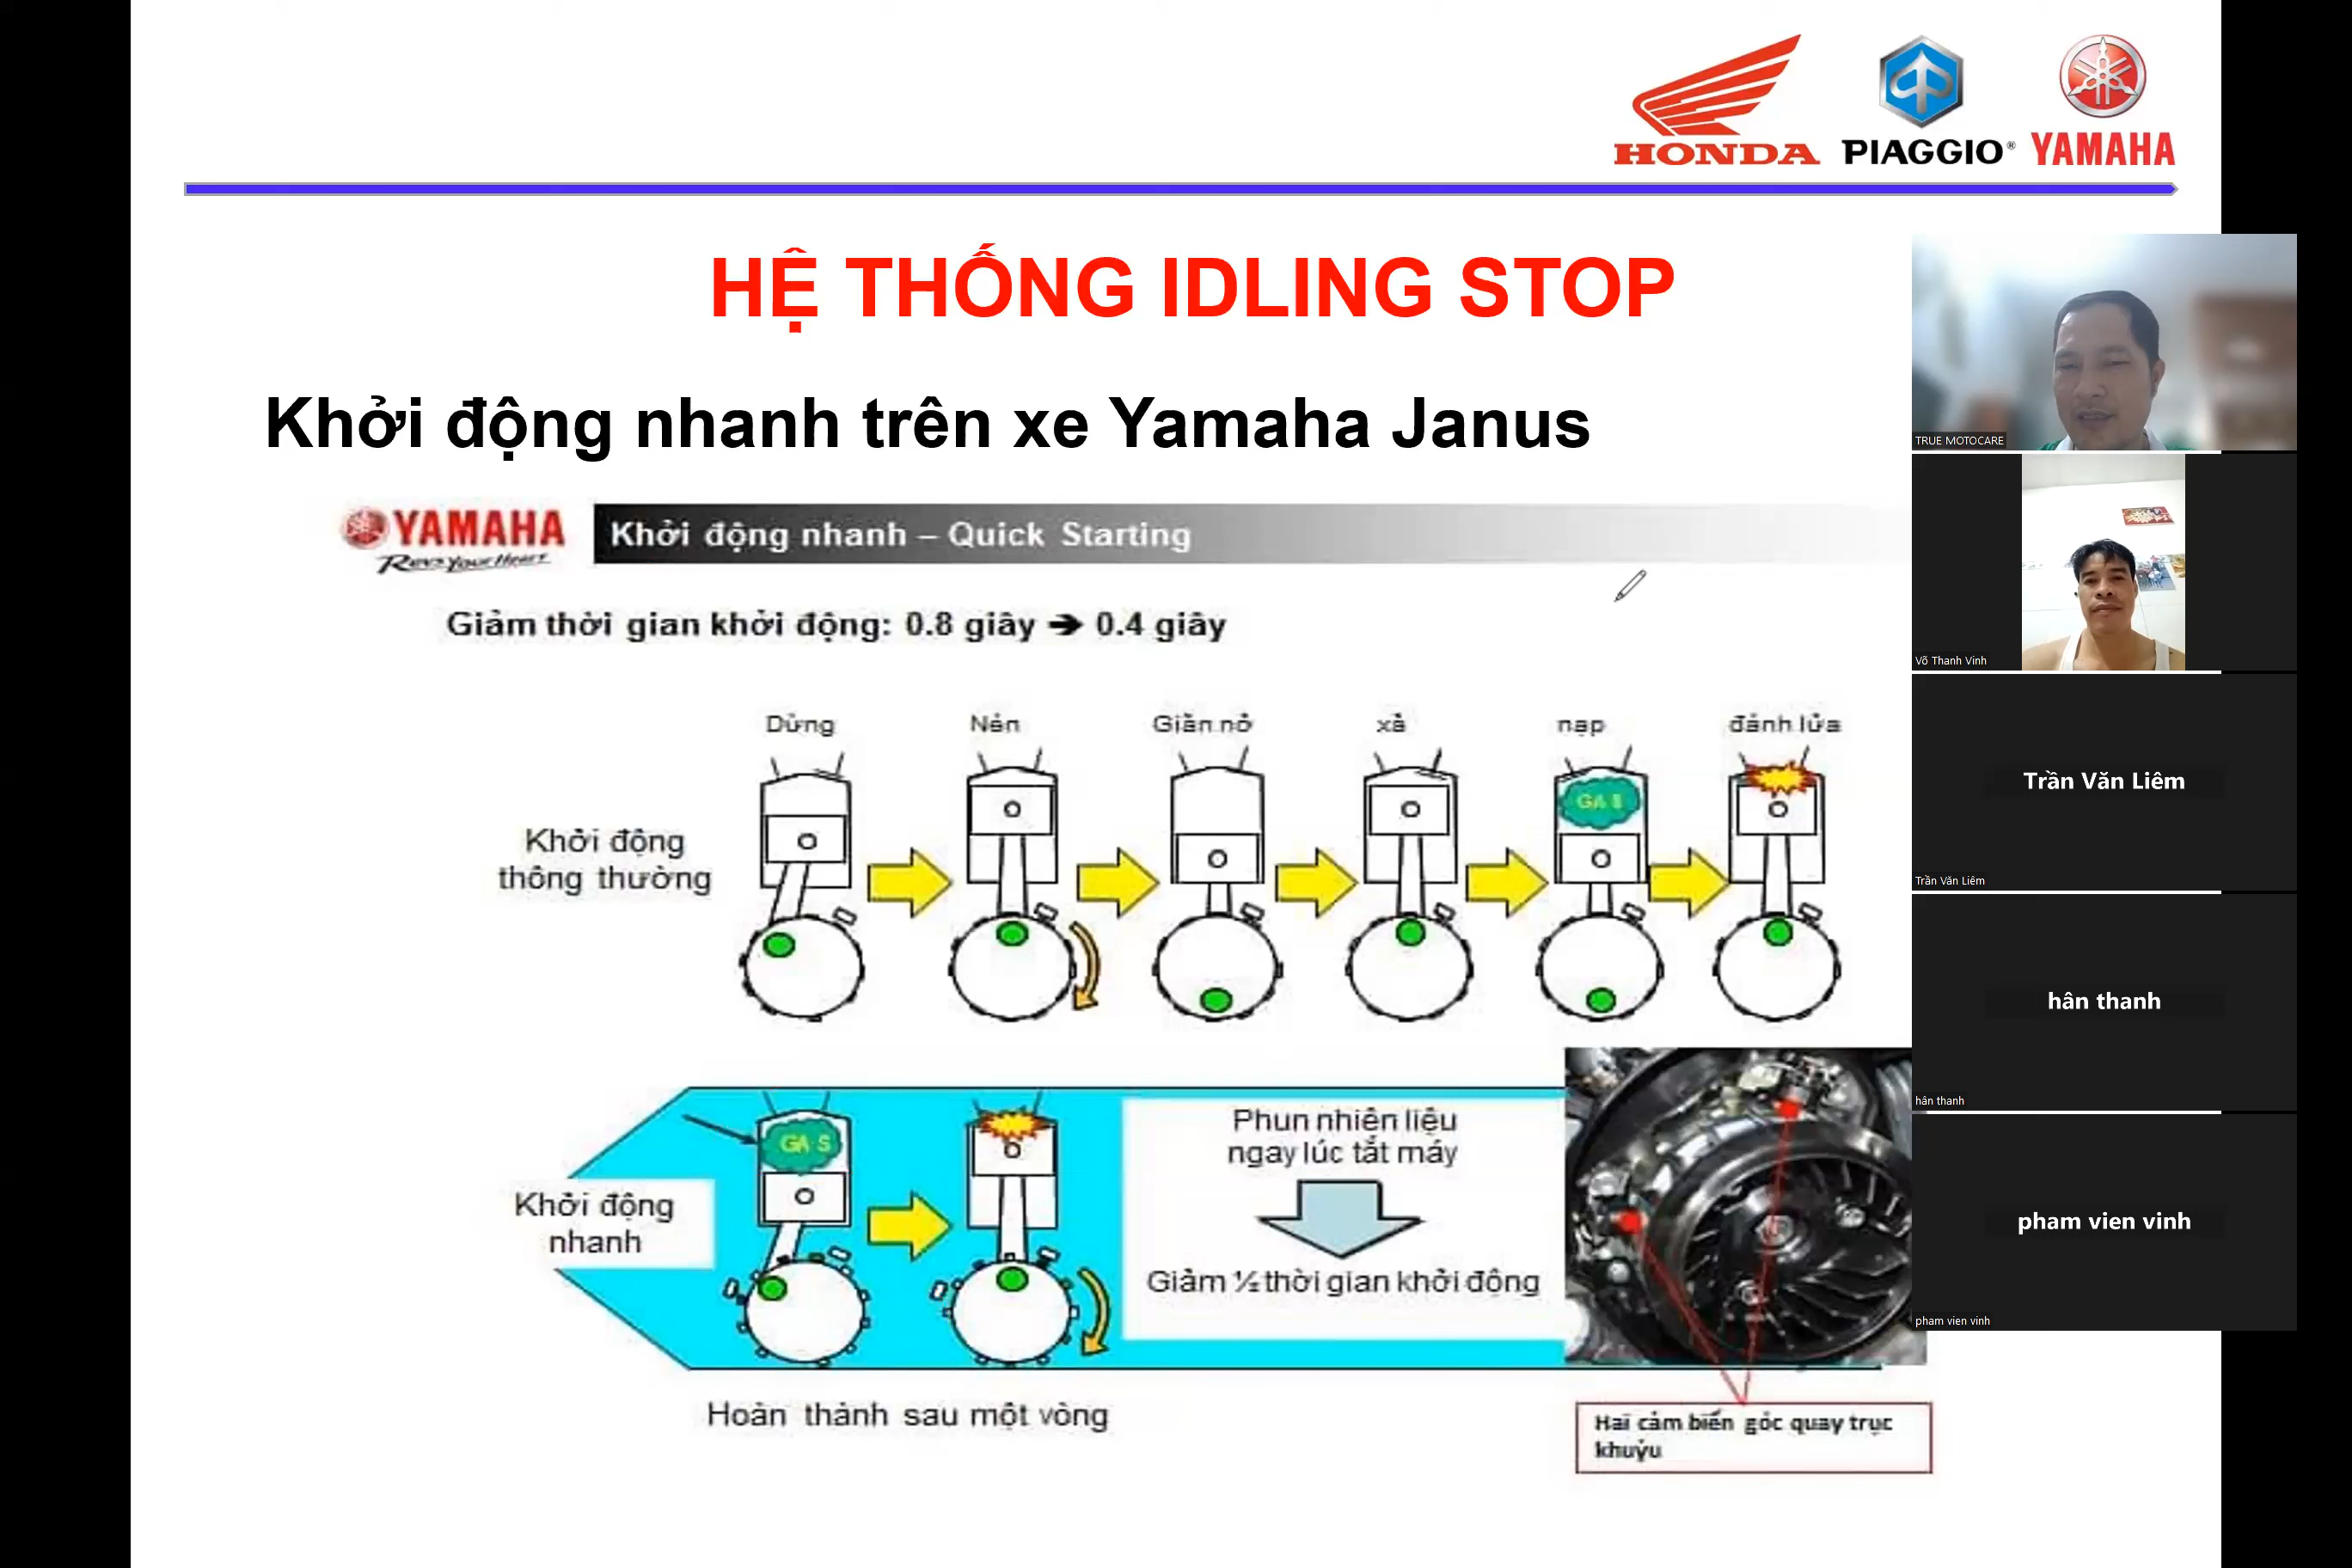 HONDA PIAGGIO® YAMAHA
HỆ THỐNG IDLING STOP
Khởi động nhanh trên xe Yamaha Janus
YAMAHA
Revs Your Heart
Khởi động nhanh – Quick Starting
Giảm thời gian khởi động: 0.8 giây ➔ 0.4 giây
Dừng Nén Giãn nở xả nạp đánh lửa
Khởi động
thông thường
GAS
GAS
Khởi động
nhanh
Phun nhiên liệu
ngay lúc tắt máy
Giảm ½ thời gian khởi động
Hoàn thành sau một vòng
Hai cảm biến góc quay trục
khuỷu
TRUE MOTOCARE
Võ Thanh Vinh
Trần Văn Liêm
Trần Văn Liêm
hân thanh
hân thanh
pham vien vinh
pham vien vinh